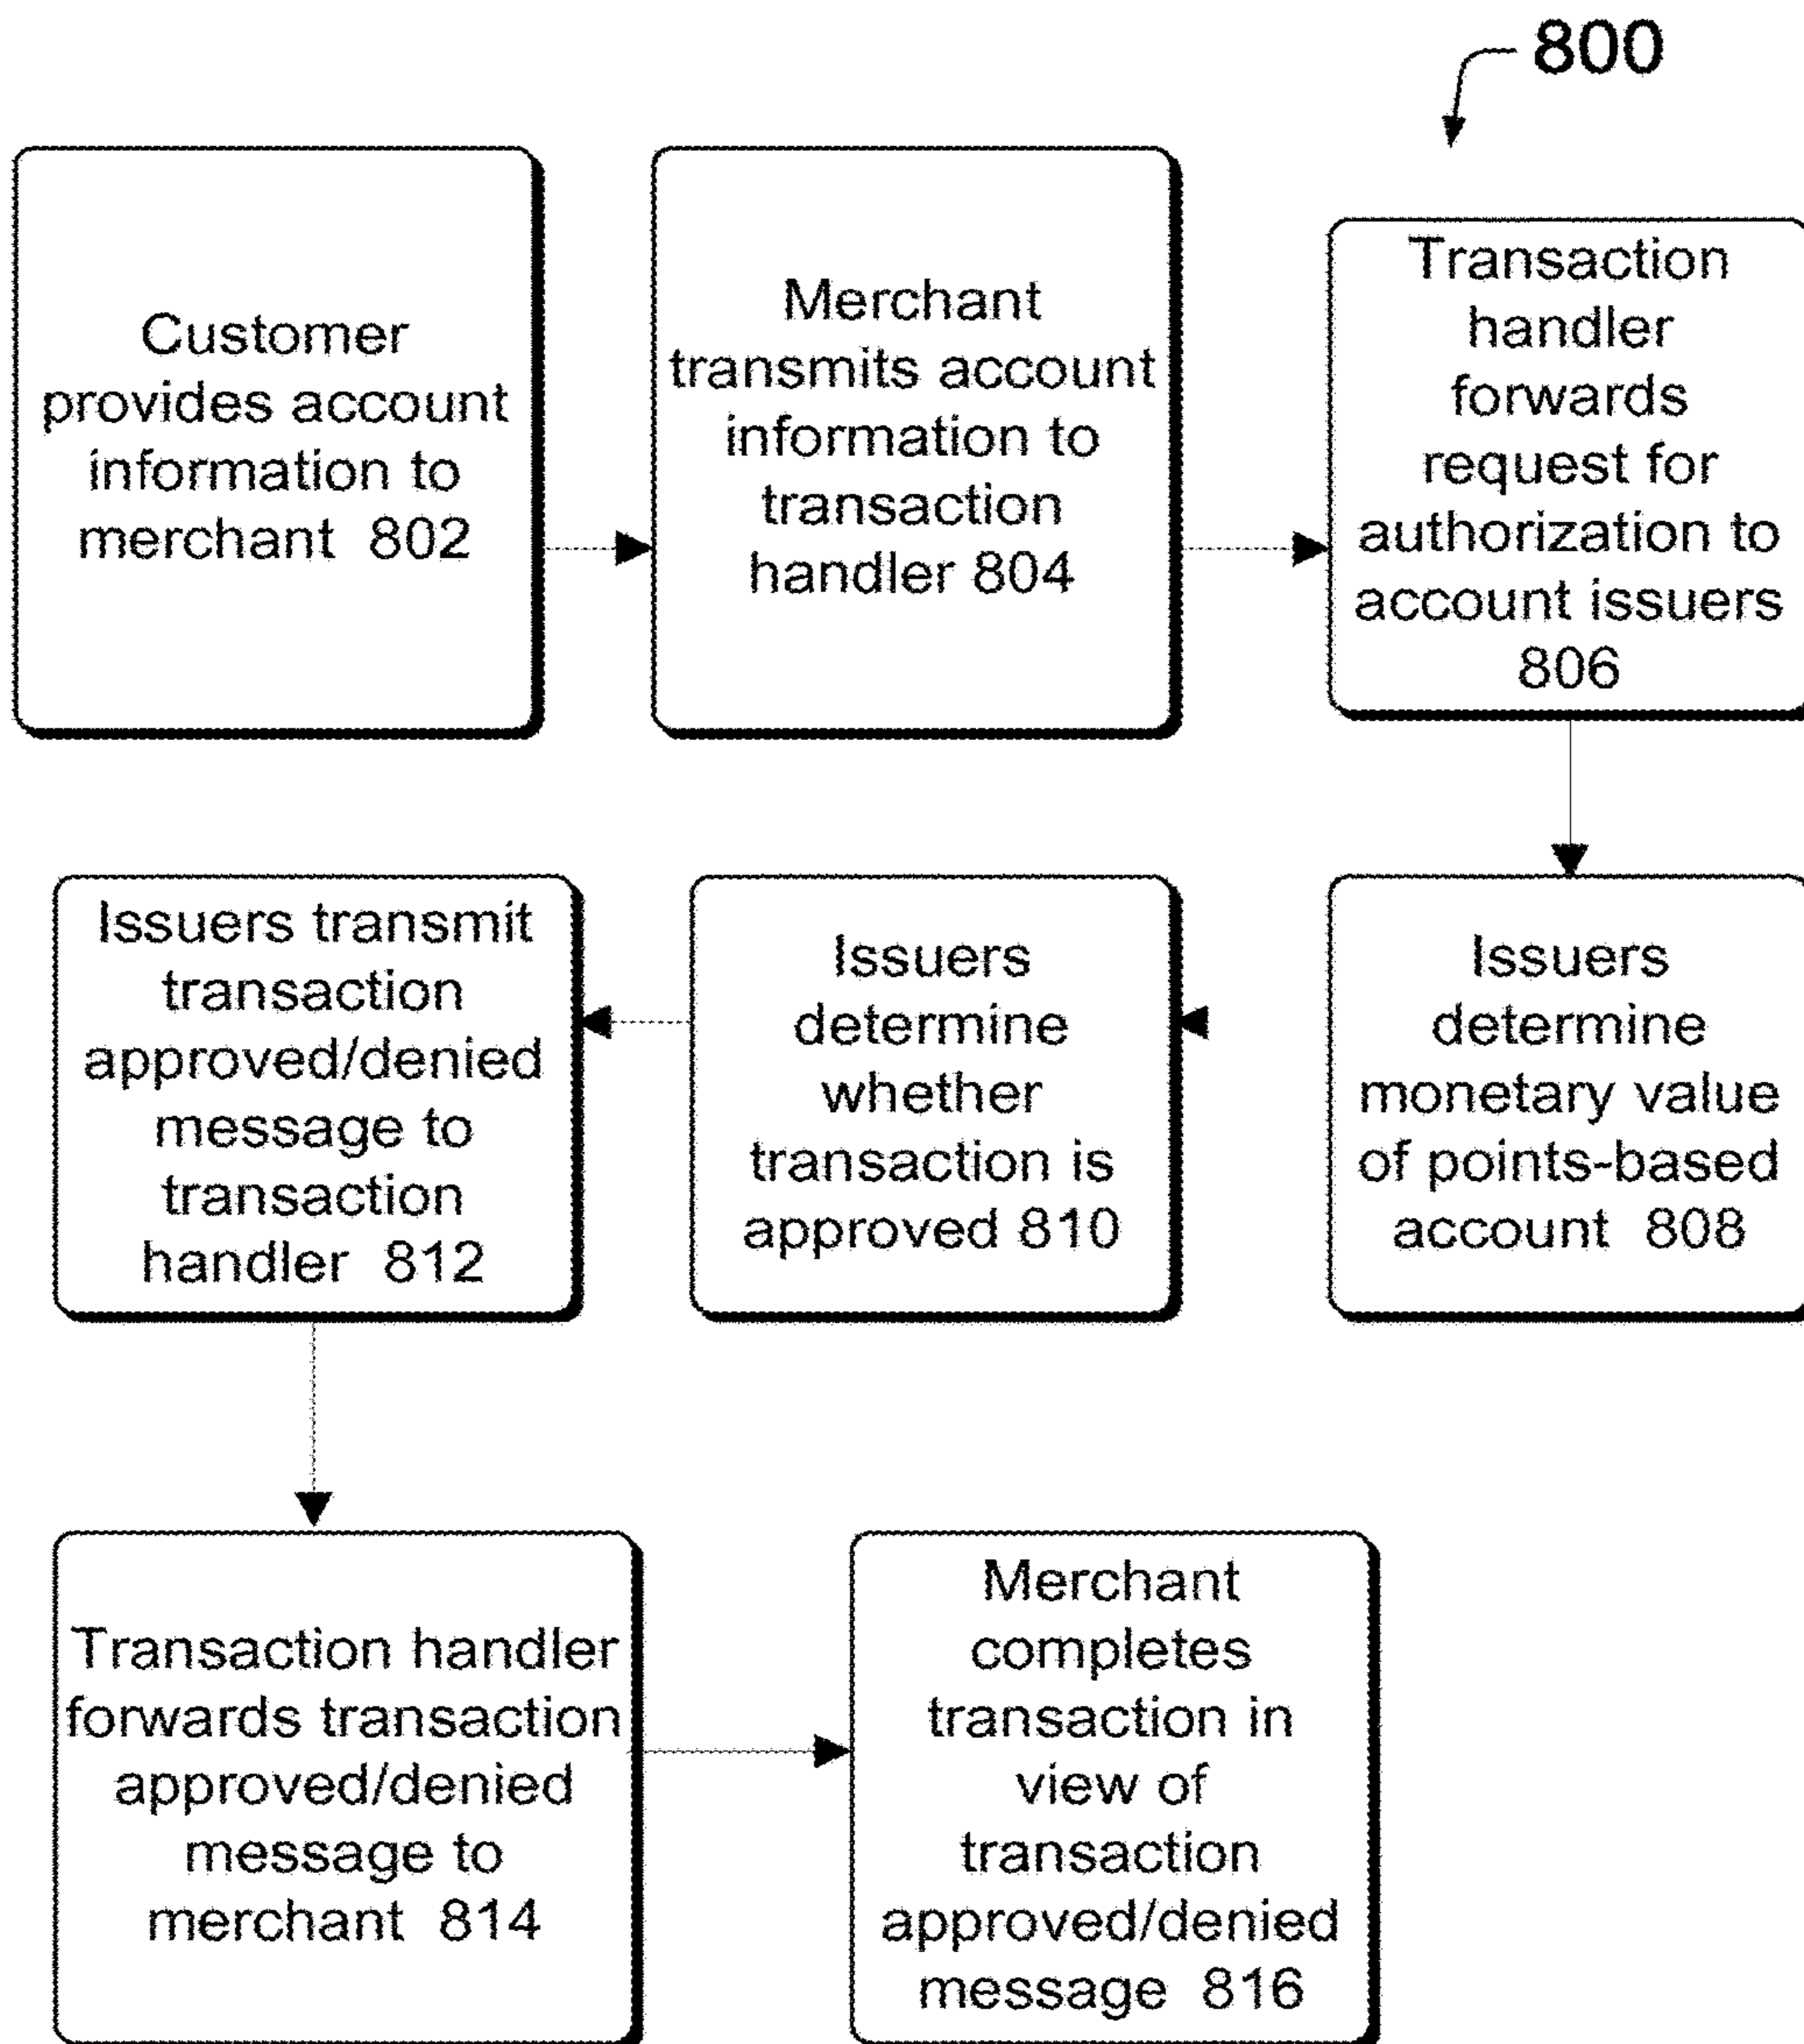 800
Customer
provides account
information to
merchant 802
Merchant
transmits account
information to
transaction
handler 804
Transaction
handler
forwards
request for
authorization to
account issuers
806
Issuers
determine
monetary value
of points-based
account 808
Issuers
determine
whether
transaction is
approved 810
Issuers transmit
transaction
approved/denied
message to
transaction
handler 812
Transaction handler
forwards transaction
approved/denied
message to
merchant 814
Merchant
completes
transaction in
view of
transaction
approved/denied
message 816